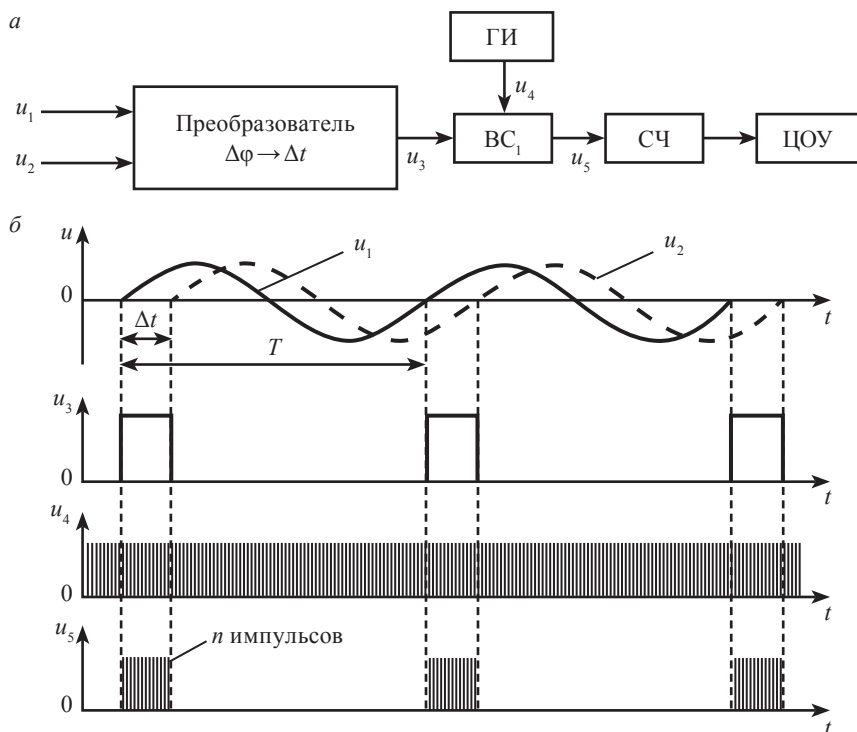 а
ГИ
u₄
u₁
u₂
Преобразователь
Δφ → Δt
u₃
ВС₁
u₅
СЧ
ЦОУ
б
u
u₁
u₂
0
t
Δt
T
u₃
0
t
u₄
0
t
u₅
n импульсов
0
t